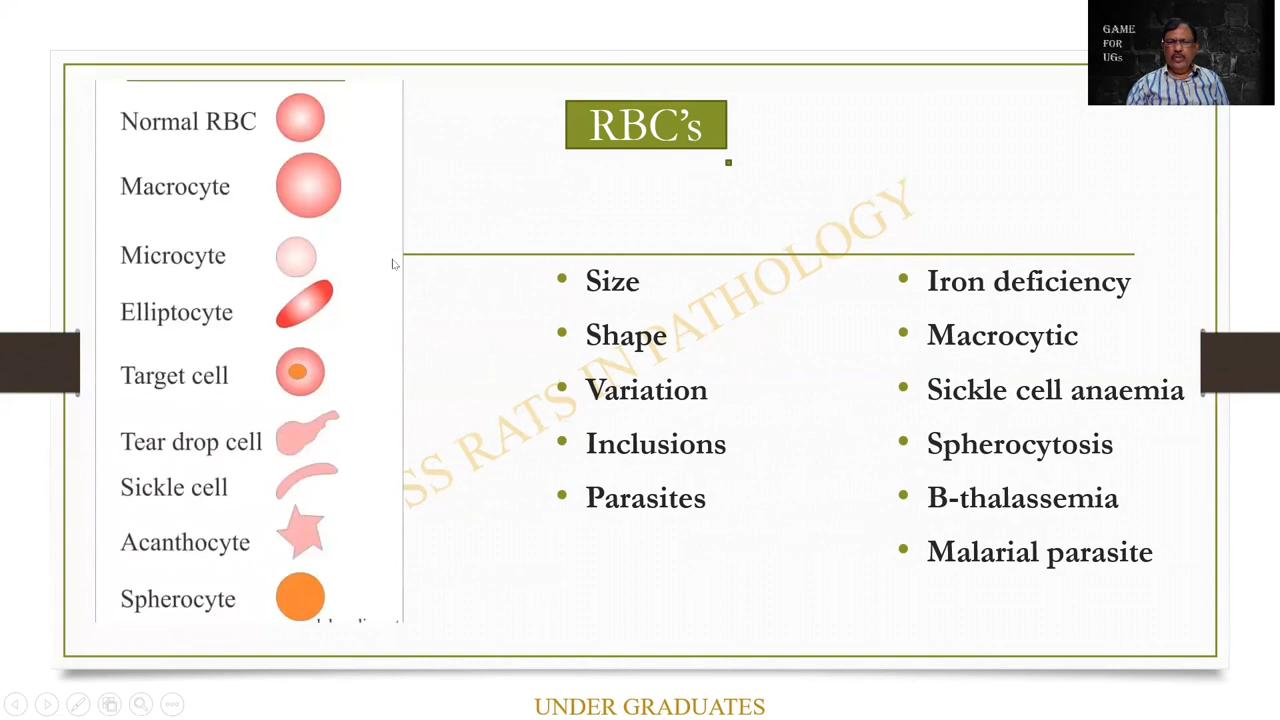 GAME
FOR
UGs
RBC's
Normal RBC
Macrocyte
Microcyte
Elliptocyte
Target cell
Tear drop cell
Sickle cell
Acanthocyte
Spherocyte
• Size
• Shape
• Variation
• Inclusions
• Parasites
• Iron deficiency
• Macrocytic
• Sickle cell anaemia
• Spherocytosis
• B-thalassemia
• Malarial parasite
RATS IN PATHOLOGY
UNDER GRADUATES